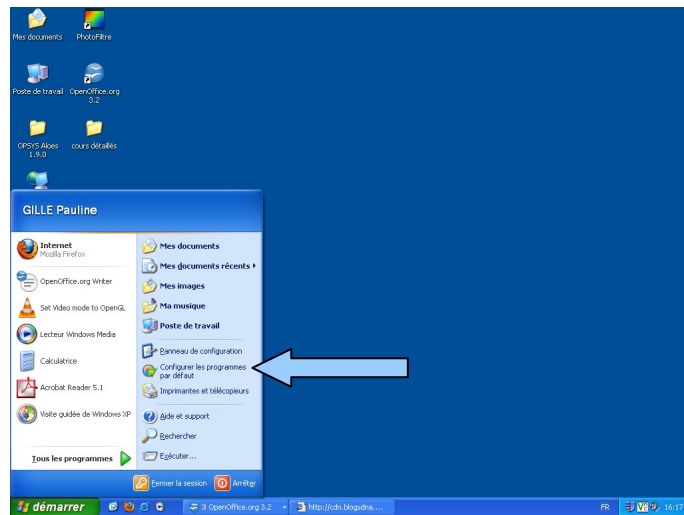 Mes documents
PhotoFiltre
Poste de travail
OpenOffice.org
3.2
OPSYS Aloes
1.9.0
cours détaillés
GILLE Pauline
Internet
Mozilla Firefox
OpenOffice.org Writer
Set Video mode to OpenGL
Lecteur Windows Media
Calculatrice
Acrobat Reader 5.1
Visite guidée de Windows XP
Tous les programmes
Mes documents
Mes documents récents
Mes images
Ma musique
Poste de travail
Panneau de configuration
Configurer les programmes
par défaut
Imprimantes et télécopieurs
Aide et support
Rechercher
Exécuter...
Fermer la session
Arrêter
démarrer
3 OpenOffice.org 3.2
http://cdn.blogsdna....
FR
16:17